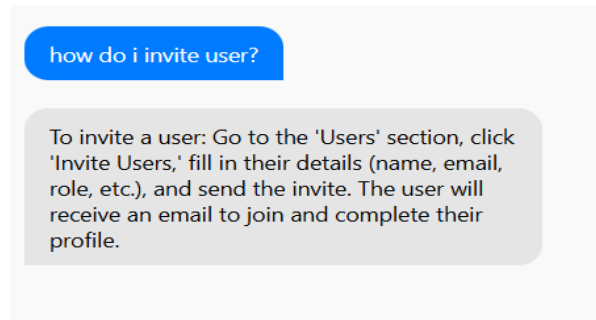 how do i invite user?
To invite a user: Go to the 'Users' section, click
'Invite Users,' fill in their details (name, email,
role, etc.), and send the invite. The user will
receive an email to join and complete their
profile.